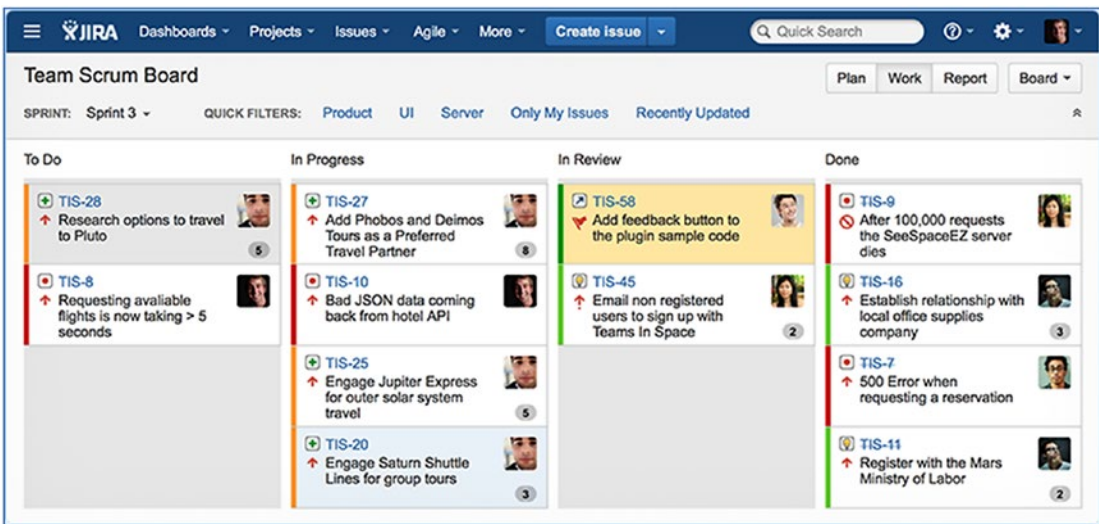 JIRA Dashboards Projects Issues Agile More Create issue Quick Search
Team Scrum Board Plan Work Report Board
SPRINT: Sprint 3 QUICK FILTERS: Product UI Server Only My Issues Recently Updated
To Do
TIS-28
Research options to travel
to Pluto
5
TIS-8
Requesting avaliable
flights is now taking > 5
seconds
In Progress
TIS-27
Add Phobos and Deimos
Tours as a Preferred
Travel Partner
8
TIS-10
Bad JSON data coming
back from hotel API
TIS-25
Engage Jupiter Express
for outer solar system
travel
5
TIS-20
Engage Saturn Shuttle
Lines for group tours
3
In Review
TIS-58
Add feedback button to
the plugin sample code
TIS-45
Email non registered
users to sign up with
Teams In Space
2
Done
TIS-9
After 100,000 requests
the SeeSpaceEZ server
dies
TIS-16
Establish relationship with
local office supplies
company
3
TIS-7
500 Error when
requesting a reservation
TIS-11
Register with the Mars
Ministry of Labor
2